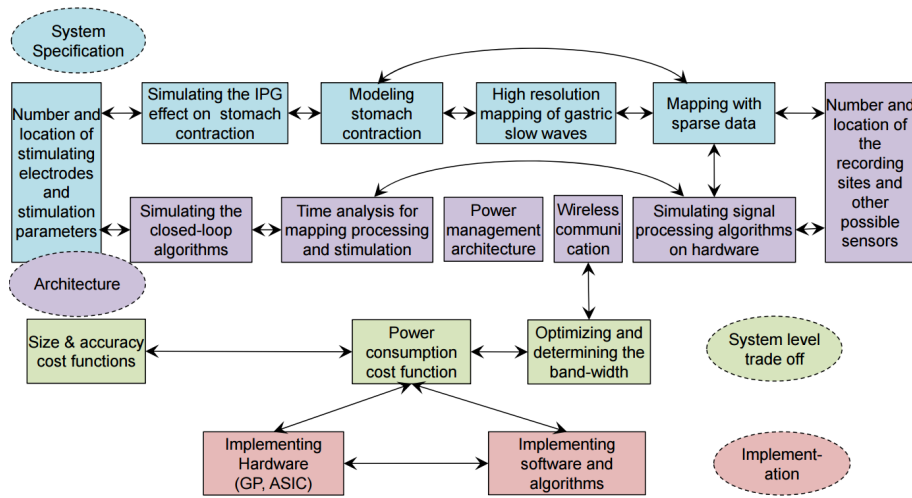 System
Specification
Number and
location of
stimulating
electrodes
and
stimulation
parameters
Simulating the IPG
effect on stomach
contraction
Modeling
stomach
contraction
High resolution
mapping of gastric
slow waves
Mapping with
sparse data
Number and
location of
the
recording
sites and
other
possible
sensors
Simulating the
closed-loop
algorithms
Time analysis for
mapping processing
and stimulation
Power
management
architecture
Wireless
communi
cation
Simulating signal
processing algorithms
on hardware
Architecture
Size & accuracy
cost functions
Power
consumption
cost function
Optimizing and
determining the
band-width
System level
trade off
Implementing
Hardware
(GP, ASIC)
Implementing
software and
algorithms
Implement-
ation